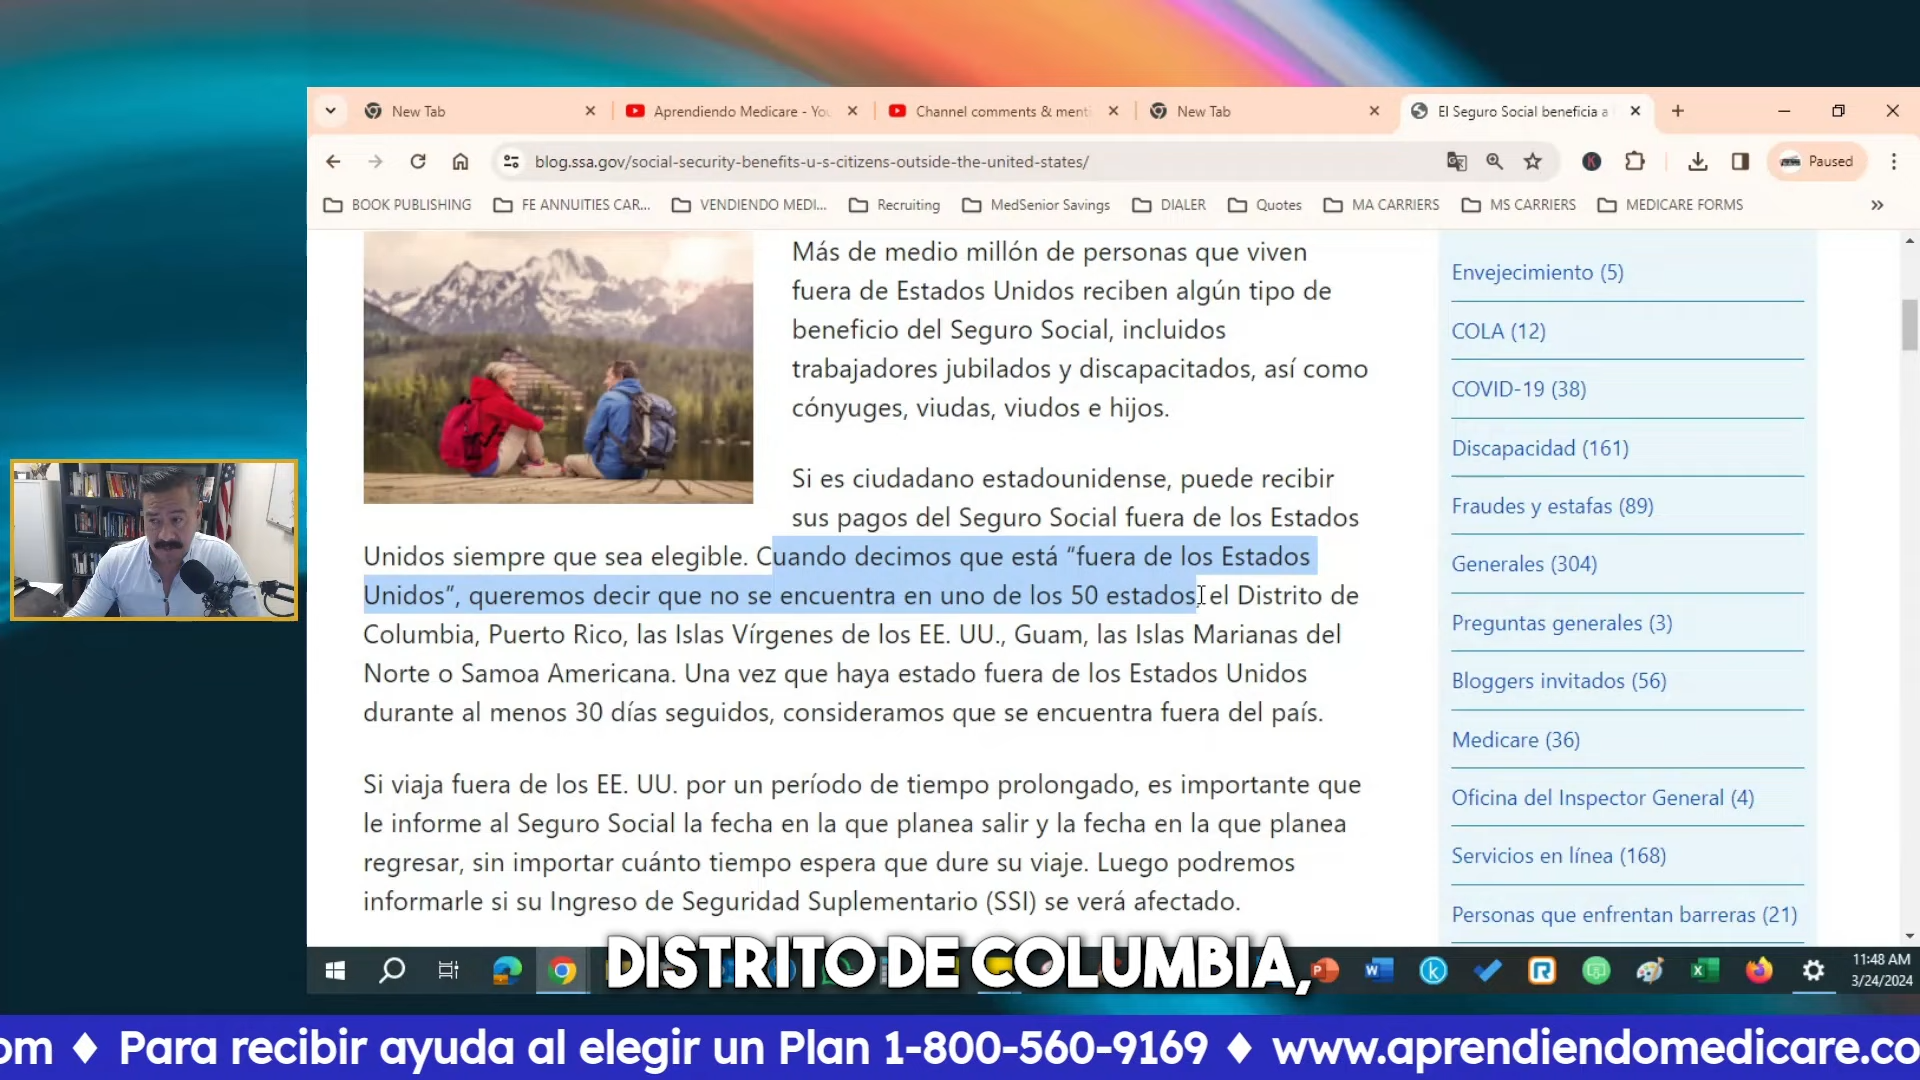 New Tab
Aprendiendo Medicare - You
Channel comments & menti
New Tab
El Seguro Social beneficia a
blog.ssa.gov/social-security-benefits-u-s-citizens-outside-the-united-states/
Paused
BOOK PUBLISHING
FE ANNUITIES CAR...
VENDIENDO MEDI...
Recruiting
MedSenior Savings
DIALER
Quotes
MA CARRIERS
MS CARRIERS
MEDICARE FORMS
Más de medio millón de personas que viven
fuera de Estados Unidos reciben algún tipo de
beneficio del Seguro Social, incluidos
trabajadores jubilados y discapacitados, así como
cónyuges, viudas, viudos e hijos.
Si es ciudadano estadounidense, puede recibir
sus pagos del Seguro Social fuera de los Estados
Unidos siempre que sea elegible. Cuando decimos que está “fuera de los Estados
Unidos”, queremos decir que no se encuentra en uno de los 50 estados, el Distrito de
Columbia, Puerto Rico, las Islas Vírgenes de los EE. UU., Guam, las Islas Marianas del
Norte o Samoa Americana. Una vez que haya estado fuera de los Estados Unidos
durante al menos 30 días seguidos, consideramos que se encuentra fuera del país.
Si viaja fuera de los EE. UU. por un período de tiempo prolongado, es importante que
le informe al Seguro Social la fecha en la que planea salir y la fecha en la que planea
regresar, sin importar cuánto tiempo espera que dure su viaje. Luego podremos
informarle si su Ingreso de Seguridad Suplementario (SSI) se verá afectado.
Envejecimiento (5)
COLA (12)
COVID-19 (38)
Discapacidad (161)
Fraudes y estafas (89)
Generales (304)
Preguntas generales (3)
Bloggers invitados (56)
Medicare (36)
Oficina del Inspector General (4)
Servicios en línea (168)
Personas que enfrentan barreras (21)
DISTRITO DE COLUMBIA,
11:48 AM
3/24/2024
om ♦ Para recibir ayuda al elegir un Plan 1-800-560-9169 ♦ www.aprendiendomedicare.co